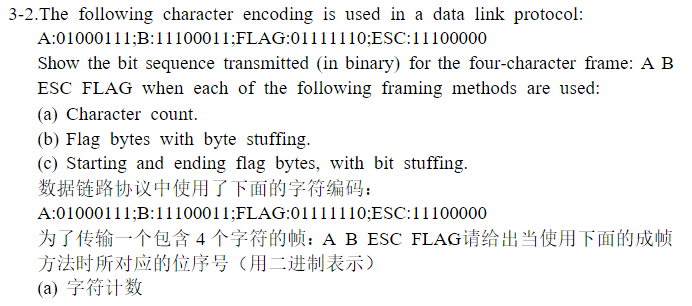 3-2.The following character encoding is used in a data link protocol:
A:01000111;B:11100011;FLAG:01111110;ESC:11100000
Show the bit sequence transmitted (in binary) for the four-character frame: A B
ESC FLAG when each of the following framing methods are used:
(a) Character count.
(b) Flag bytes with byte stuffing.
(c) Starting and ending flag bytes, with bit stuffing.
数据链路协议中使用了下面的字符编码：
A:01000111;B:11100011;FLAG:01111110;ESC:11100000
为了传输一个包含 4 个字符的帧：A B ESC FLAG请给出当使用下面的成帧
方法时所对应的位序号（用二进制表示）
(a) 字符计数